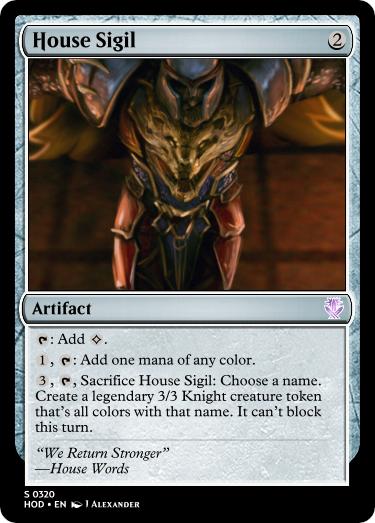 House Sigil
2
Artifact
: Add .
1, : Add one mana of any color.
3, , Sacrifice House Sigil: Choose a name.
Create a legendary 3/3 Knight creature token
that's all colors with that name. It can't block
this turn.
“We Return Stronger”
—House Words
S 0320
HOD • EN J ALEXANDER